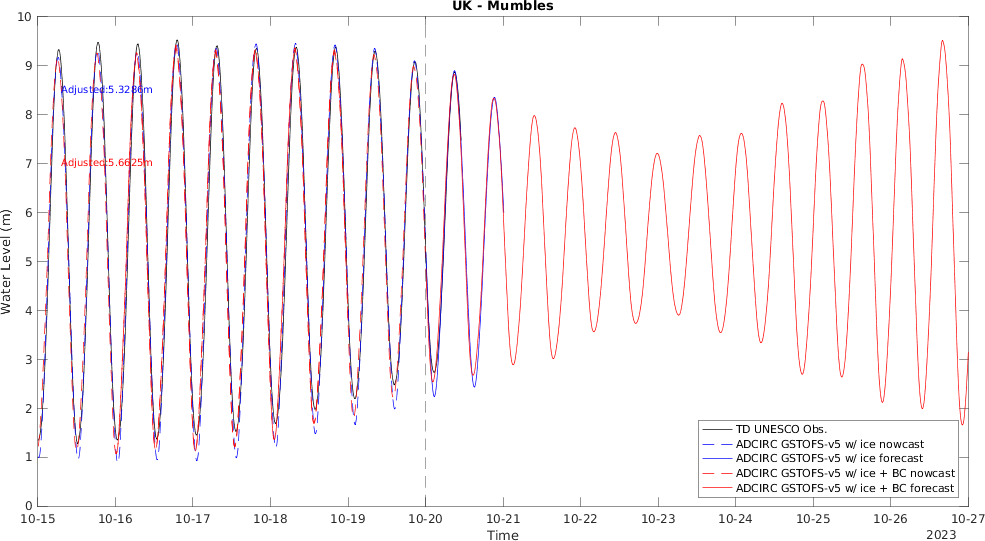 UK - Mumbles
10
9
8
7
6
5
4
3
2
1
0
Water Level (m)
Adjusted:5.3286m
Adjusted:5.6625m
TD UNESCO Obs.
ADCIRC GSTOFS-v5 w/ ice nowcast
ADCIRC GSTOFS-v5 w/ ice forecast
ADCIRC GSTOFS-v5 w/ ice + BC nowcast
ADCIRC GSTOFS-v5 w/ ice + BC forecast
10-15 10-16 10-17 10-18 10-19 10-20 10-21 10-22 10-23 10-24 10-25 10-26 10-27
Time
2023